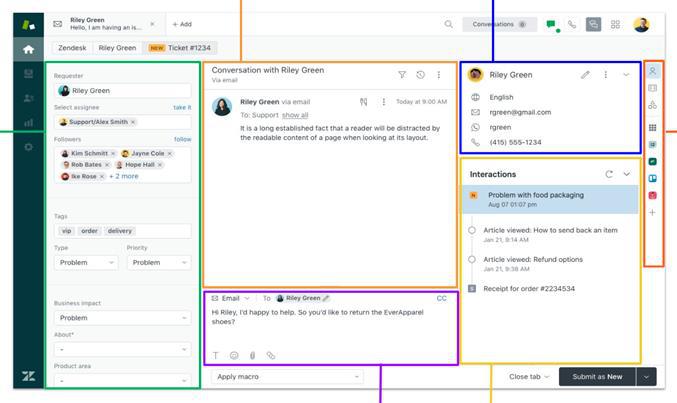 Riley Green
Hello, I am having an is...
+ Add
Conversations 0
Zendesk
Riley Green
NEW Ticket #1234
Requester
Riley Green
Select assignee
take it
Support/Alex Smith
Followers
follow
Kim Schmitt
Jayne Cole
Rob Bates
Hope Hall
Ike Rose
+ 2 more
Tags
vip
order
delivery
Type
Priority
Problem
Problem
Business impact
Problem
About*
-
Product area
-
Conversation with Riley Green
Via email
Riley Green via email
Today at 9:00 AM
To: Support show all
It is a long established fact that a reader will be distracted by
the readable content of a page when looking at its layout.
Email
To
Riley Green
CC
Hi Riley, I'd happy to help. So you'd like to return the EverApparel
shoes?
Apply macro
Riley Green
English
rgreen@gmail.com
rgreen
(415) 555-1234
Interactions
N
Problem with food packaging
Aug 07 01:07 pm
Article viewed: How to send back an item
Jan 21, 9:14 AM
Article viewed: Refund options
Jan 21, 9:38 AM
S
Receipt for order #2234534
Close tab
Submit as New